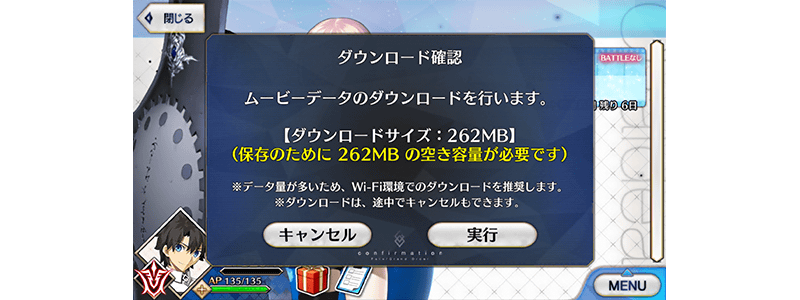 閉じる
BATTLEなし
残り 6日
ダウンロード確認
ムービーデータのダウンロードを行います。
【ダウンロードサイズ：262MB】
（保存のために 262MB の空き容量が必要です）
※データ量が多いため、Wi-Fi環境でのダウンロードを推奨します。
※ダウンロードは、途中でキャンセルもできます。
キャンセル
実行
confirmation
Fate/Grand Order
AP 135/135
MENU